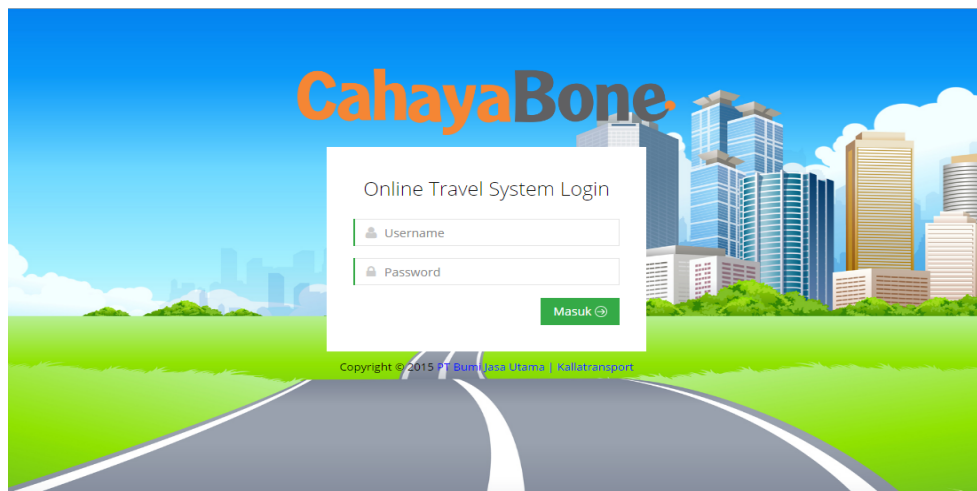 CahayaBone
Online Travel System Login
Username
Password
Masuk
Copyright © 2015 PT Bumi Jasa Utama | Kallatransport